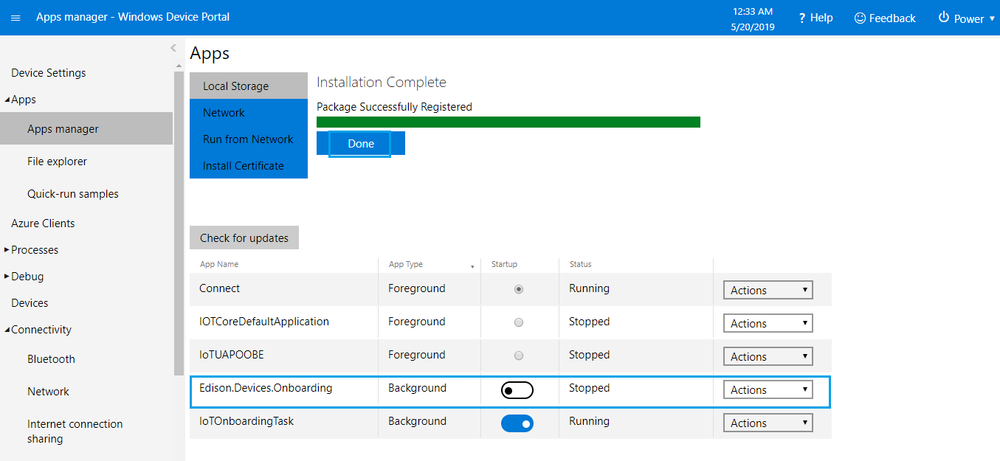 Apps manager - Windows Device Portal
12:33 AM
5/20/2019
? Help
Feedback
Power
Device Settings
Apps
Apps manager
File explorer
Quick-run samples
Azure Clients
Processes
Debug
Devices
Connectivity
Bluetooth
Network
Internet connection
sharing
Apps
Local Storage
Network
Run from Network
Install Certificate
Installation Complete
Package Successfully Registered
Done
Check for updates
App Name App Type Startup Status
Connect Foreground Running Actions
IOTCoreDefaultApplication Foreground Stopped Actions
IoTUAPOOBE Foreground Stopped Actions
Edison.Devices.Onboarding Background Stopped Actions
IoTOnboardingTask Background Running Actions